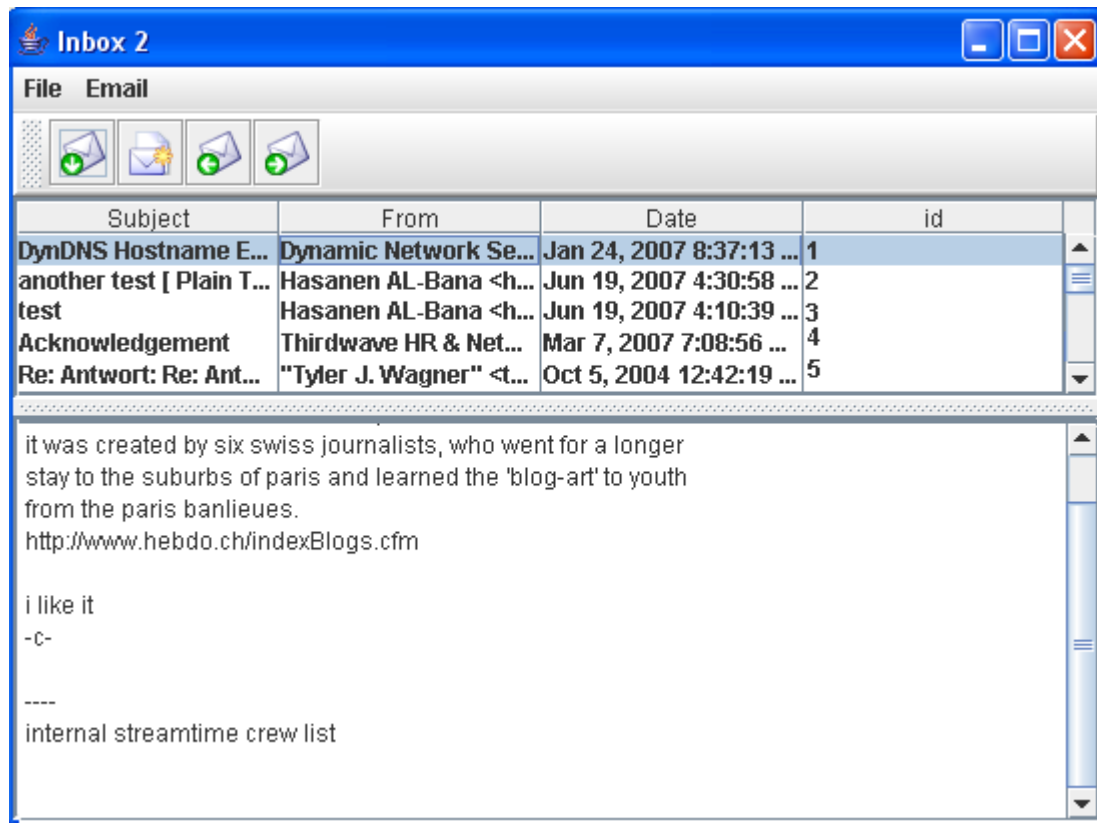 Inbox 2
File Email
Subject From Date id
DynDNS Hostname E... Dynamic Network Se... Jan 24, 2007 8:37:13 ... 1
another test [ Plain T... Hasanen AL-Bana <h... Jun 19, 2007 4:30:58 ... 2
test Hasanen AL-Bana <h... Jun 19, 2007 4:10:39 ... 3
Acknowledgement Thirdwave HR & Net... Mar 7, 2007 7:08:56 ... 4
Re: Antwort: Re: Ant... "Tyler J. Wagner" <t... Oct 5, 2004 12:42:19 ... 5
it was created by six swiss journalists, who went for a longer
stay to the suburbs of paris and learned the 'blog-art' to youth
from the paris banlieues.
http://www.hebdo.ch/indexBlogs.cfm
i like it
-c-
----
internal streamtime crew list